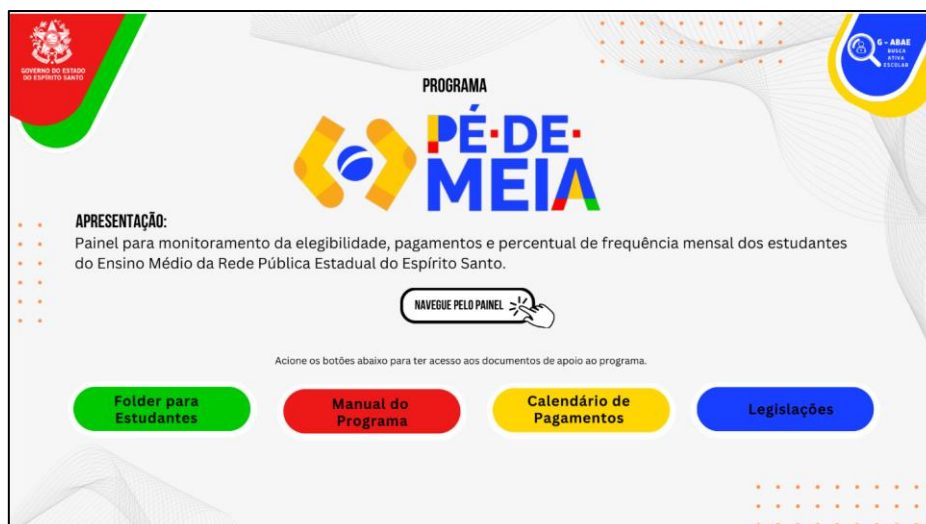 GOVERNO DO ESTADO
DO ESPÍRITO SANTO
G - ABAE
BUSCA
ATIVA
ESCOLAR
PROGRAMA
PÉ·DE·
MEIA
APRESENTAÇÃO:
Painel para monitoramento da elegibilidade, pagamentos e percentual de frequência mensal dos estudantes
do Ensino Médio da Rede Pública Estadual do Espírito Santo.
NAVEGUE PELO PAINEL
Acione os botões abaixo para ter acesso aos documentos de apoio ao programa.
Folder para
Estudantes
Manual do
Programa
Calendário de
Pagamentos
Legislações